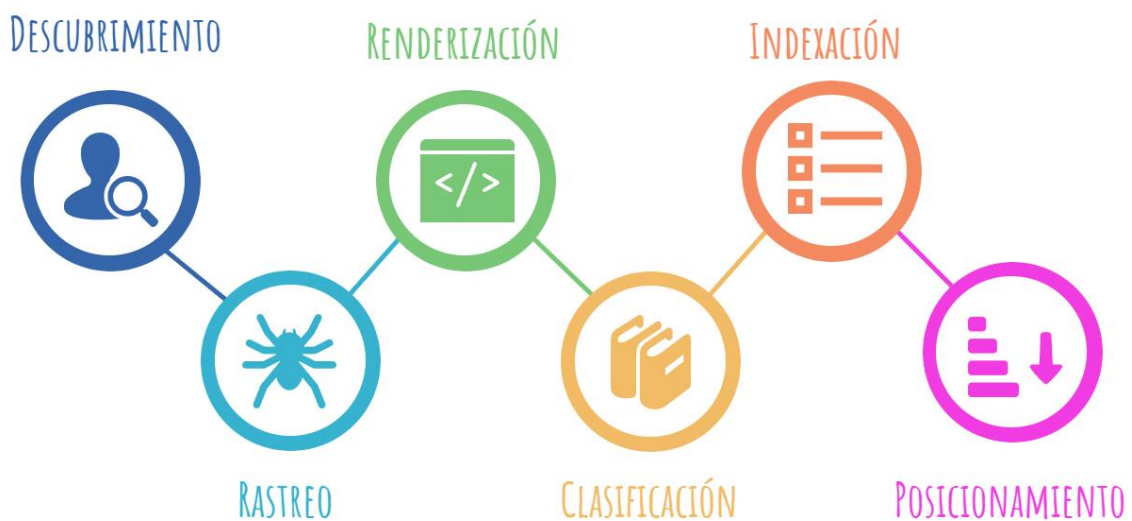 DESCUBRIMIENTO
RENDERIZACIÓN
INDEXACIÓN
</>
RASTREO
CLASIFICACIÓN
POSICIONAMIENTO